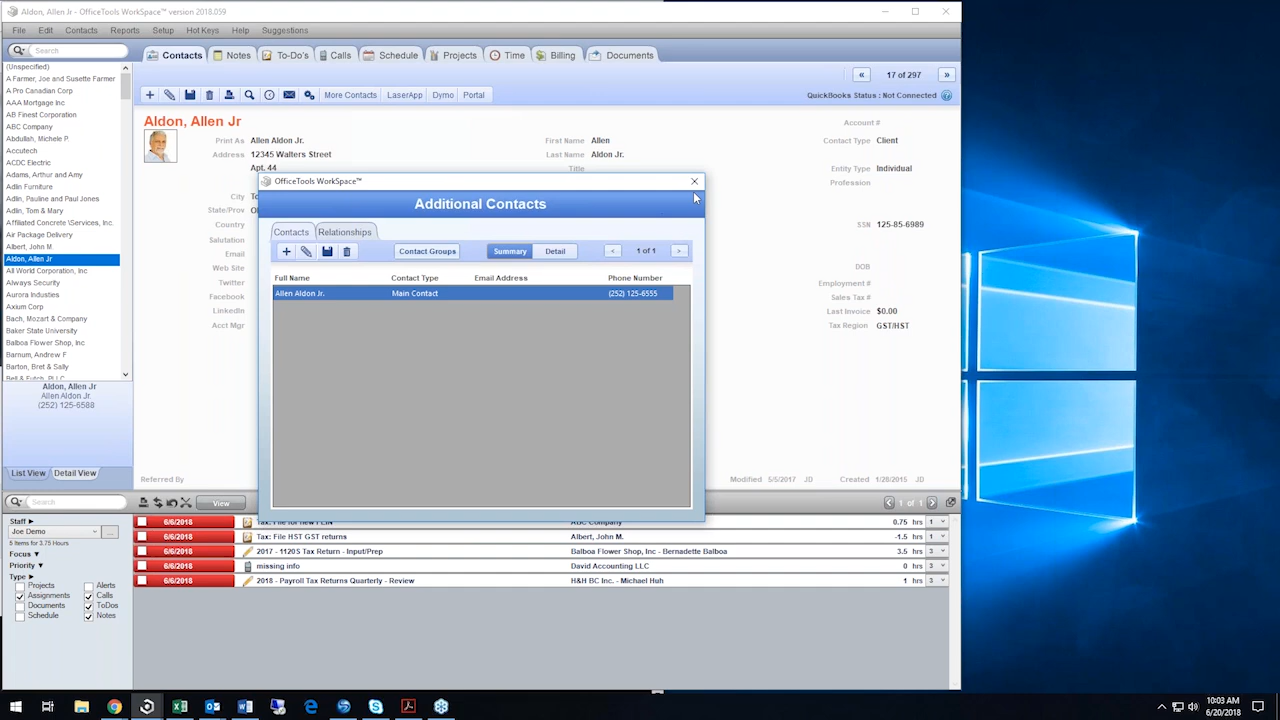 Aldon, Allen Jr - OfficeTools WorkSpace™ version 2018.059
File Edit Contacts Reports Setup Hot Keys Help Suggestions
Search
Contacts Notes To-Do's Calls Schedule Projects Time Billing Documents
(Unspecified)
A Farmer, Joe and Susette Farmer
A Pro Canadian Corp
AAA Mortgage Inc
AB Finest Corporation
ABC Company
Abdullah, Michele P.
Accutech
ACDC Electric
Adams, Arthur and Amy
Adlin Furniture
Adlin, Pauline and Paul Jones
Adlin, Tom & Mary
Affiliated Concrete \Services, Inc.
Air Package Delivery
Albert, John M.
Aldon, Allen Jr
All World Corporation, Inc
Always Security
Aurora Industies
Axium Corp
Bach, Mozart & Company
Baker State University
Balboa Flower Shop, Inc
Barnum, Andrew F
Barton, Bret & Sally
Bell & Futch, PLLC
Aldon, Allen Jr
Allen Aldon Jr.
(252) 125-6588
List View Detail View
« 17 of 297 »
More Contacts LaserApp Dymo Portal
QuickBooks Status : Not Connected
Aldon, Allen Jr
Account #
Print As Allen Aldon Jr. First Name Allen Contact Type Client
Address 12345 Walters Street Last Name Aldon Jr.
Apt. 44 Title Entity Type Individual
Profession
City
State/Prov
Country SSN 125-85-6989
Salutation
Email
Web Site DOB
Twitter Employment #
Facebook Sales Tax #
LinkedIn Last Invoice $0.00
Acct Mgr Tax Region GST/HST
OfficeTools WorkSpace™
Additional Contacts
Contacts Relationships
Contact Groups Summary Detail < 1 of 1 >
Full Name Contact Type Email Address Phone Number
Allen Aldon Jr. Main Contact (252) 125-6555
Referred By Modified 5/5/2017 JD Created 1/28/2015 JD
Search View 1 of 1
Staff
Joe Demo ...
5 Items for 3.75 Hours
Focus
Priority
Type
Projects Alerts
Assignments Calls
Documents ToDos
Schedule Notes
6/6/2018 Tax: File for new FEIN ABC Company 0.75 hrs 1
6/6/2018 Tax: File HST GST returns Albert, John M. -1.5 hrs 1
6/6/2018 2017 - 1120S Tax Return - Input/Prep Balboa Flower Shop, Inc - Bernadette Balboa 3.5 hrs 3
6/6/2018 missing info David Accounting LLC 0 hrs 3
6/6/2018 2018 - Payroll Tax Returns Quarterly - Review H&H BC Inc. - Michael Huh 1 hrs 3
10:03 AM
6/20/2018